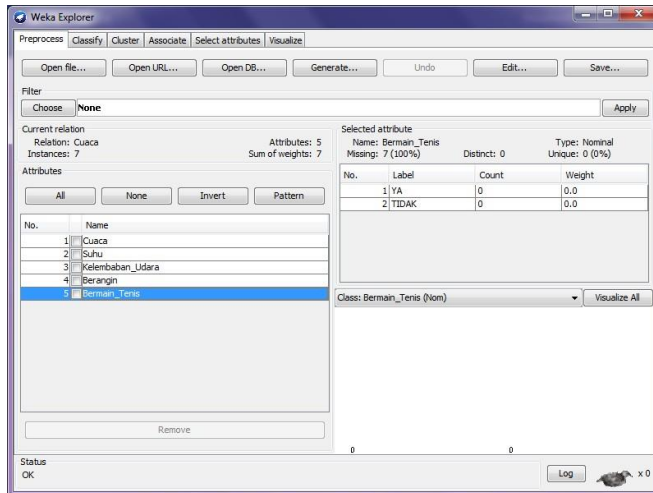 Weka Explorer
Preprocess Classify Cluster Associate Select attributes Visualize
Open file... Open URL... Open DB... Generate... Undo Edit... Save...
Filter
Choose None Apply
Current relation
Relation: Cuaca Attributes: 5
Instances: 7 Sum of weights: 7
Attributes
All None Invert Pattern
No. Name
1 Cuaca
2 Suhu
3 Kelembaban_Udara
4 Berangin
5 Bermain_Tenis
Remove
Selected attribute
Name: Bermain_Tenis Type: Nominal
Missing: 7 (100%) Distinct: 0 Unique: 0 (0%)
No. Label Count Weight
1 YA 0 0.0
2 TIDAK 0 0.0
Class: Bermain_Tenis (Nom) Visualize All
0 0
Status
OK Log x 0